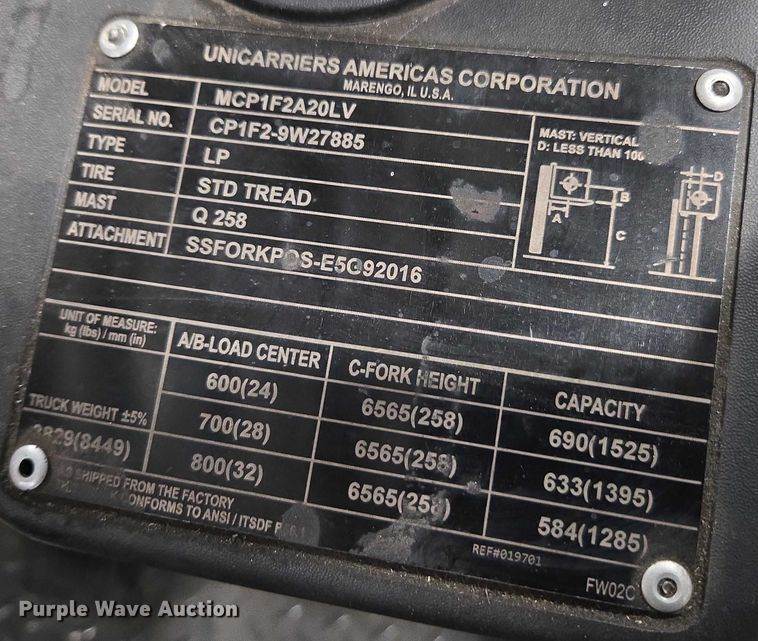 UNICARRIERS AMERICAS CORPORATION
MARENGO, IL U.S.A.
MODEL MCP1F2A20LV
SERIAL NO. CP1F2-9W27885
TYPE LP
TIRE STD TREAD
MAST Q 258
ATTACHMENT
MAST: VERTICAL
D: LESS THAN
D
B
A
C
UNIT OF MEASURE:
kg (lbs) / mm (in)
A/B-LOAD CENTER C-FORK HEIGHT CAPACITY
600(24) 6565(258) 690(1525)
TRUCK WEIGHT ±5%
700(28) 6565(258) 633(1395)
800(32) 6565(258) 584(1285)
SHIPPED FROM THE FACTORY
CONFORMS TO ANSI / ITSDF
REF#019701
FW02C
Purple Wave Auction